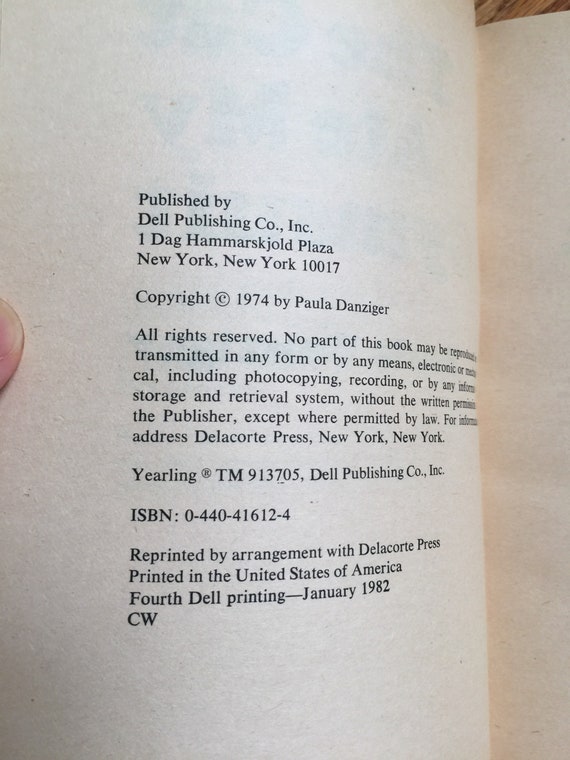 Published by
Dell Publishing Co., Inc.
1 Dag Hammarskjold Plaza
New York, New York 10017
Copyright © 1974 by Paula Danziger
All rights reserved. No part of this book may be
transmitted in any form or by any means, electronic or
cal, including photocopying, recording, or by any
storage and retrieval system, without the written
the Publisher, except where permitted by law. For
address Delacorte Press, New York, New York.
Yearling ® TM 913705, Dell Publishing Co., Inc.
ISBN: 0-440-41612-4
Reprinted by arrangement with Delacorte Press
Printed in the United States of America
Fourth Dell printing—January 1982
CW